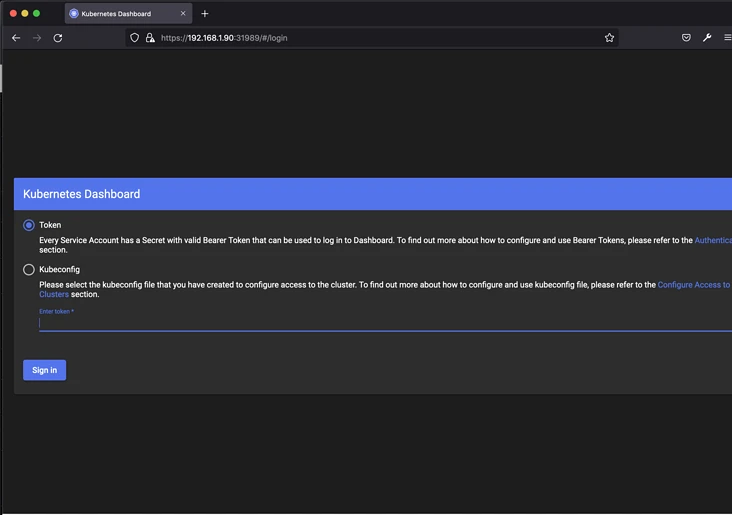 Kubernetes Dashboard
https://192.168.1.90:31989/#/login
Kubernetes Dashboard
Token
Every Service Account has a Secret with valid Bearer Token that can be used to log in to Dashboard. To find out more about how to configure and use Bearer Tokens, please refer to the Authentica
section.
Kubeconfig
Please select the kubeconfig file that you have created to configure access to the cluster. To find out more about how to configure and use kubeconfig file, please refer to the Configure Access to
Clusters section.
Enter token *
Sign in